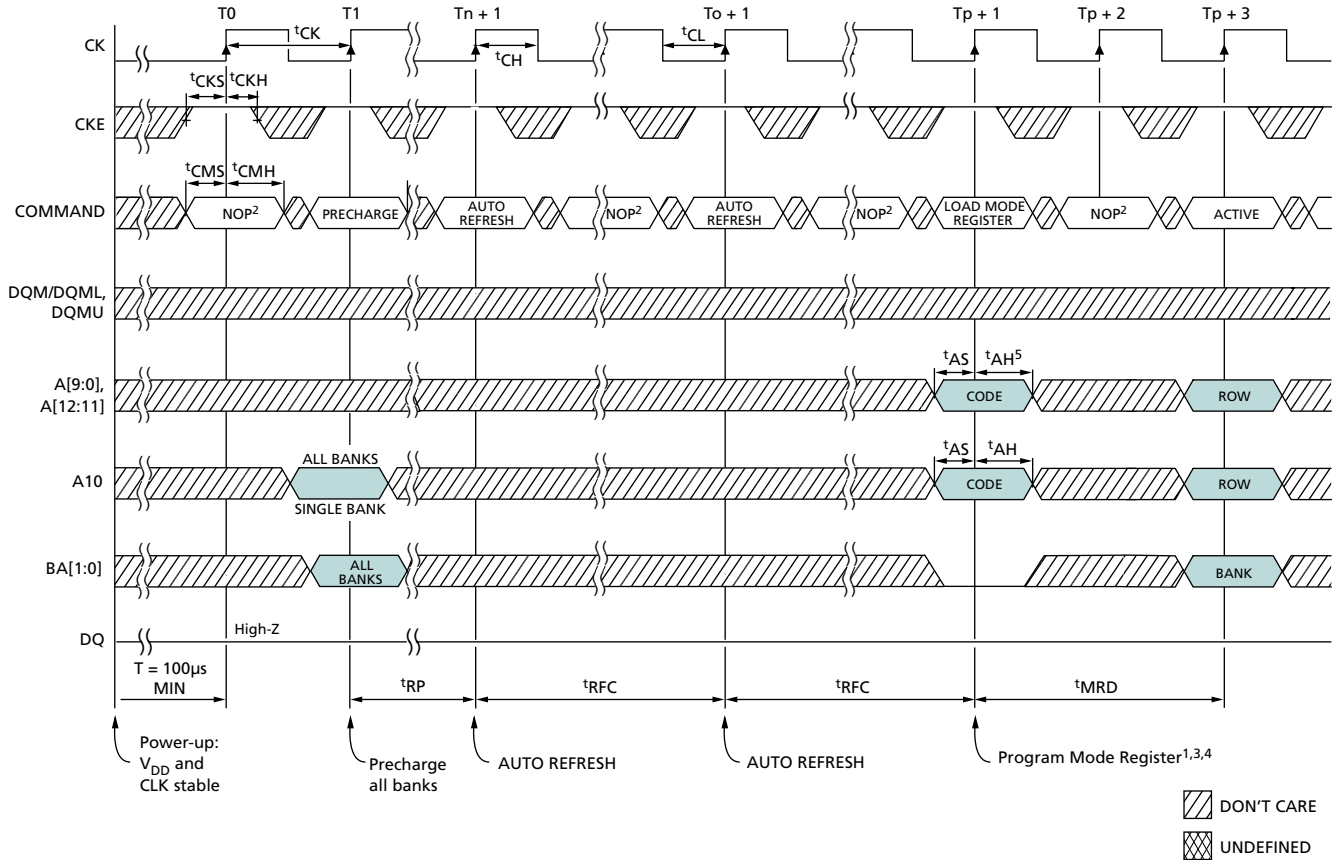 T0 T1 Tn + 1 To + 1 Tp + 1 Tp + 2 Tp + 3
CK
tCK
tCH
tCL
tCKS tCKH
CKE
tCMS tCMH
COMMAND
NOP2
PRECHARGE
AUTO
REFRESH
NOP2
AUTO
REFRESH
NOP2
LOAD MODE
REGISTER
NOP2
ACTIVE
DQM/DQML,
DQMU
tAS tAH5
A[9:0],
A[12:11]
CODE
ROW
tAS tAH
A10
ALL BANKS
SINGLE BANK
CODE
ROW
BA[1:0]
ALL
BANKS
BANK
DQ
High-Z
T = 100µs
MIN
tRP tRFC tRFC tMRD
Power-up:
VDD and
CLK stable
Precharge
all banks
AUTO REFRESH
AUTO REFRESH
Program Mode Register1,3,4
DON'T CARE
UNDEFINED